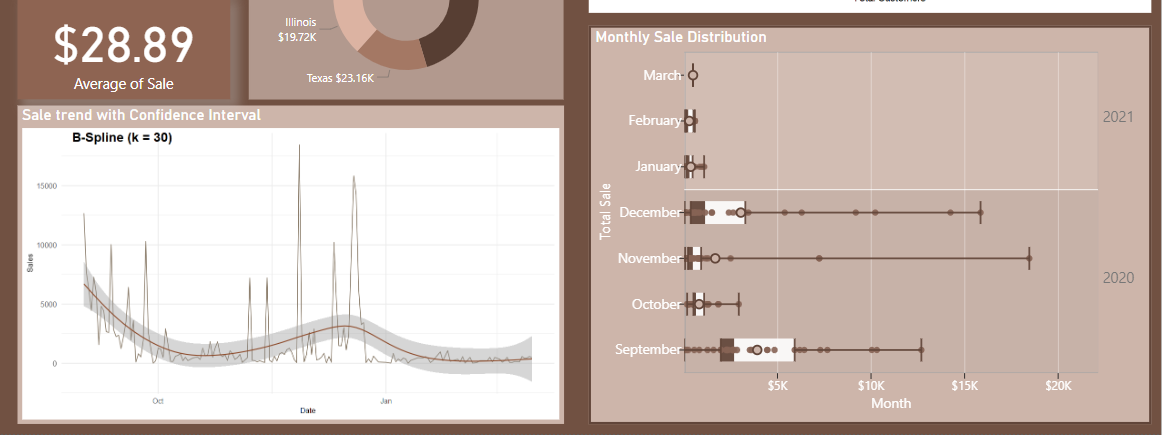 Illinois
$19.72K
Texas $23.16K
$28.89
Average of Sale
Sale trend with Confidence Interval
B-Spline (k = 30)
Sales
15000
10000
5000
0
Oct
Jan
Date
Total Customers
Monthly Sale Distribution
Total Sale
March
February
January
December
November
October
September
2021
2020
$5K
$10K
$15K
$20K
Month